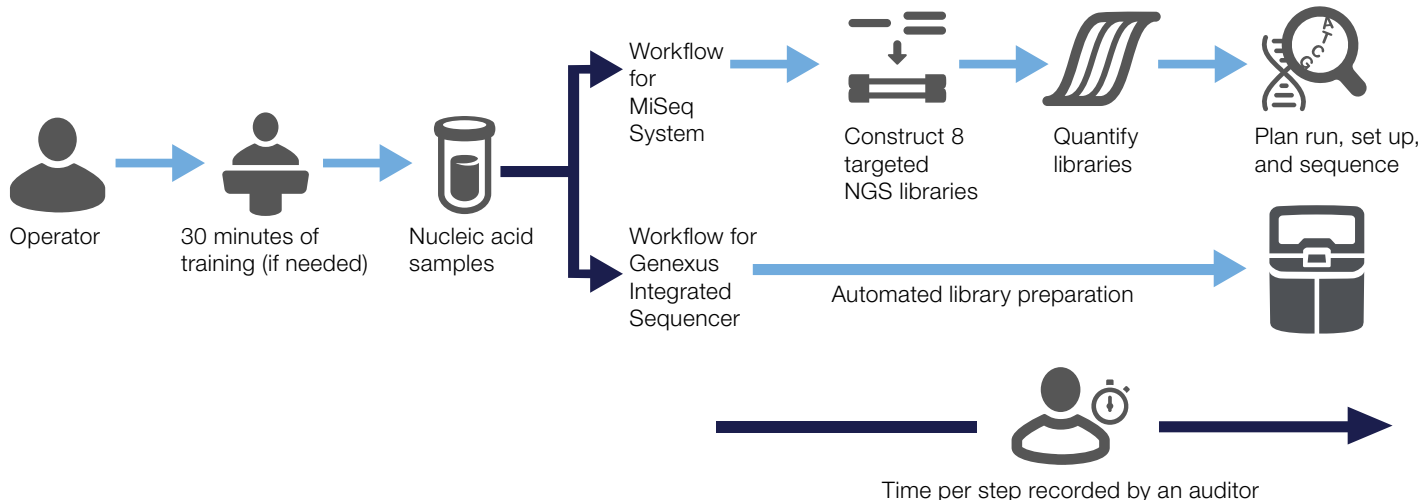 Operator
30 minutes of
training (if needed)
Nucleic acid
samples
Workflow
for
MiSeq
System
Construct 8
targeted
NGS libraries
Quantify
libraries
ATCG
Plan run, set up,
and sequence
Workflow for
Genexus
Integrated
Sequencer
Automated library preparation
Time per step recorded by an auditor